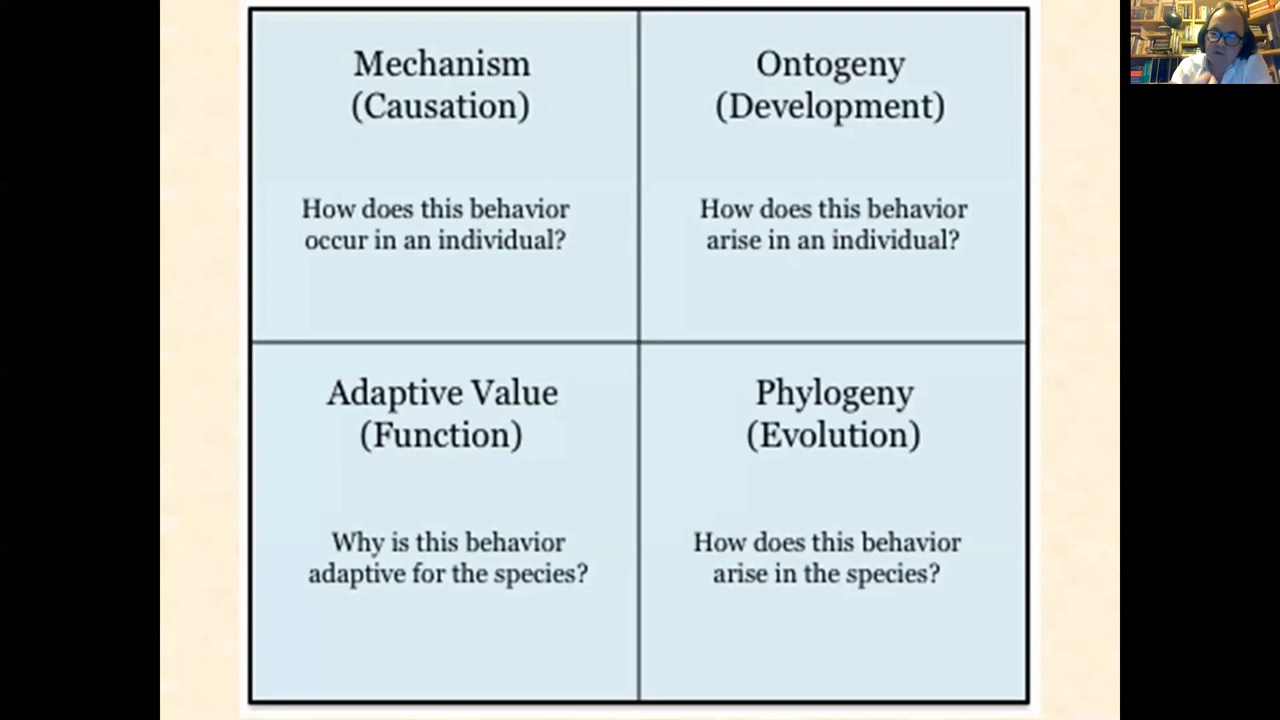 Mechanism
(Causation)
How does this behavior
occur in an individual?
Ontogeny
(Development)
How does this behavior
arise in an individual?
Adaptive Value
(Function)
Why is this behavior
adaptive for the species?
Phylogeny
(Evolution)
How does this behavior
arise in the species?